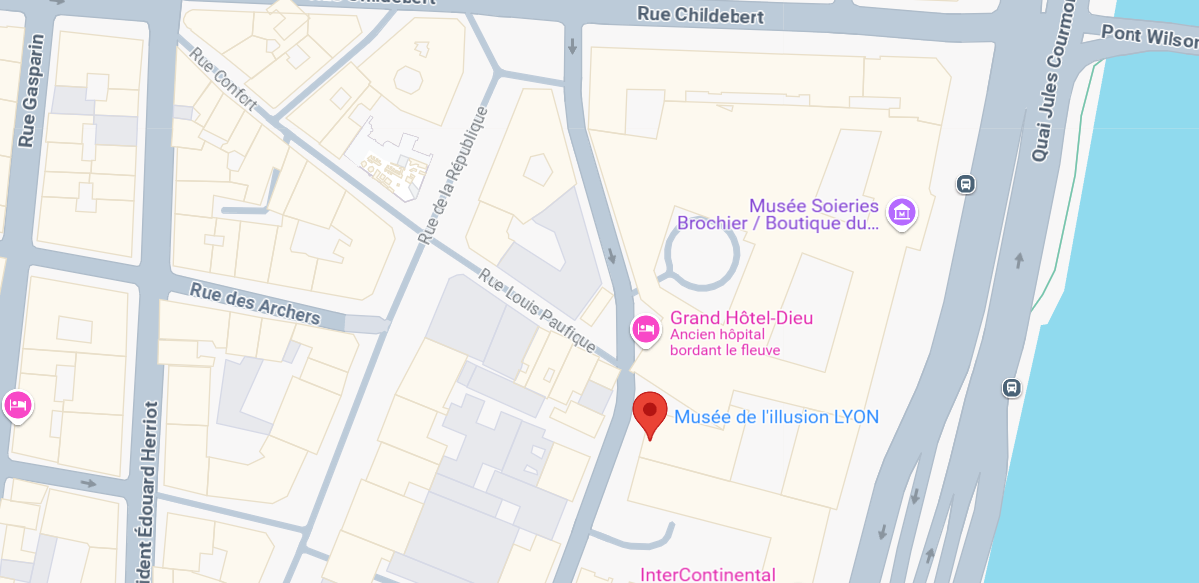 Childebert
Rue Childebert
Pont Wilson
Rue Gasparin
Rue Confort
Quai Jules Courmont
Rue de la République
Musée Soieries
Brochier / Boutique du...
Rue des Archers
Rue Louis Paufique
Grand Hôtel-Dieu
Ancien hôpital
bordant le fleuve
Musée de l'illusion LYON
ident Édouard Herriot
InterContinental